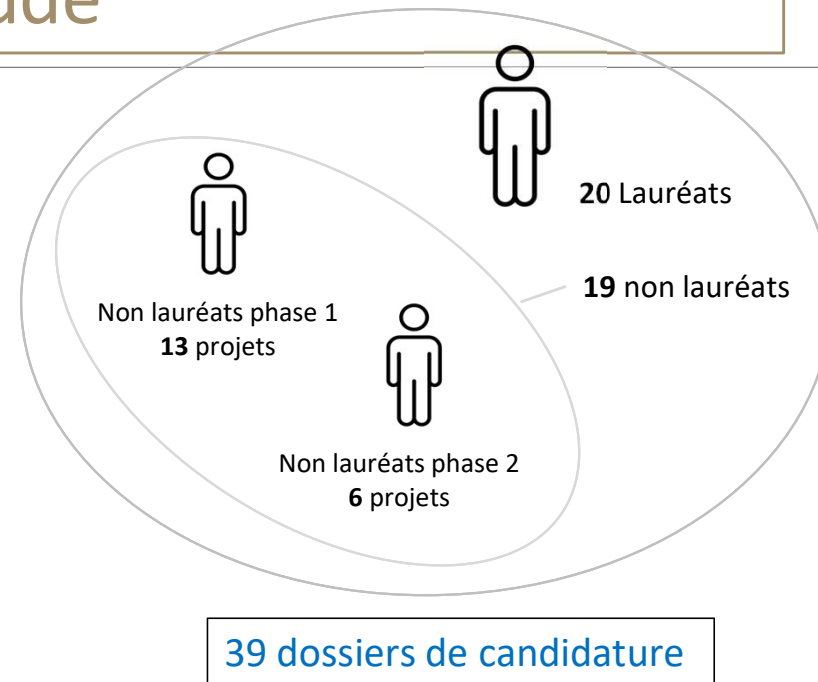 20 Lauréats
19 non lauréats
Non lauréats phase 1
13 projets
Non lauréats phase 2
6 projets
39 dossiers de candidature